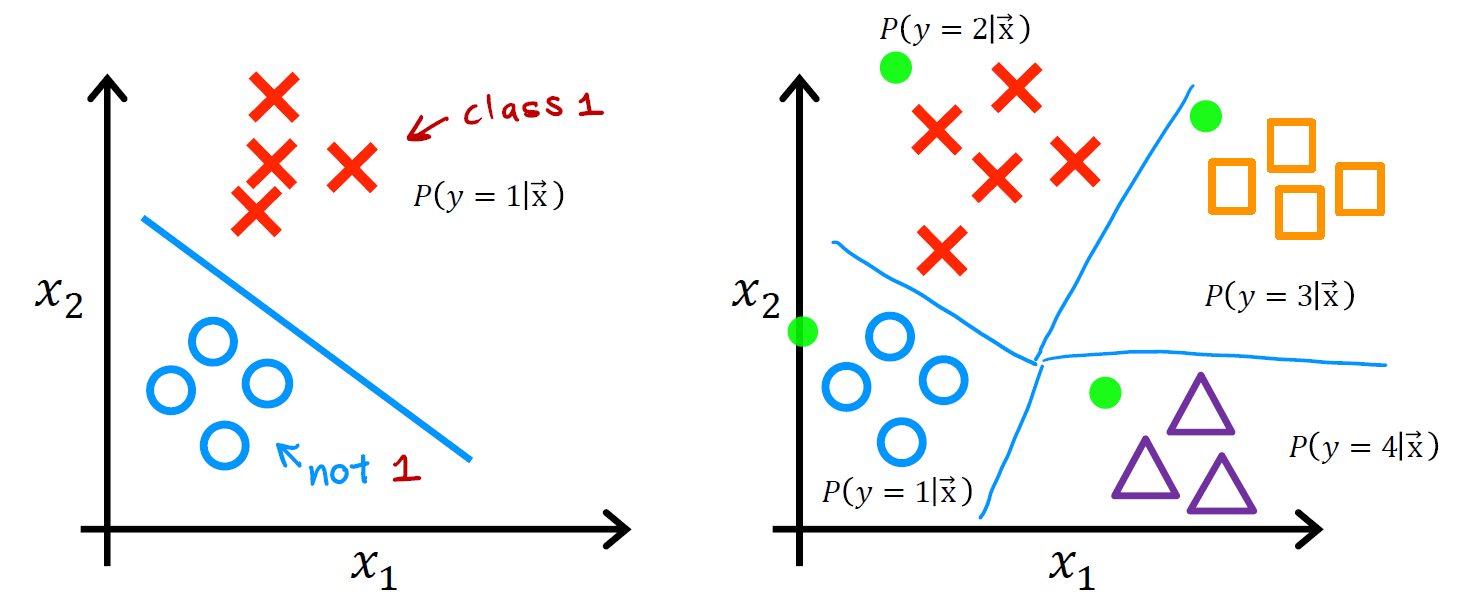 class 1
P(y = 1|x⃗)
x₂
not 1
x₁
P(y = 2|x⃗)
x₂
P(y = 3|x⃗)
P(y = 4|x⃗)
P(y = 1|x⃗)
x₁